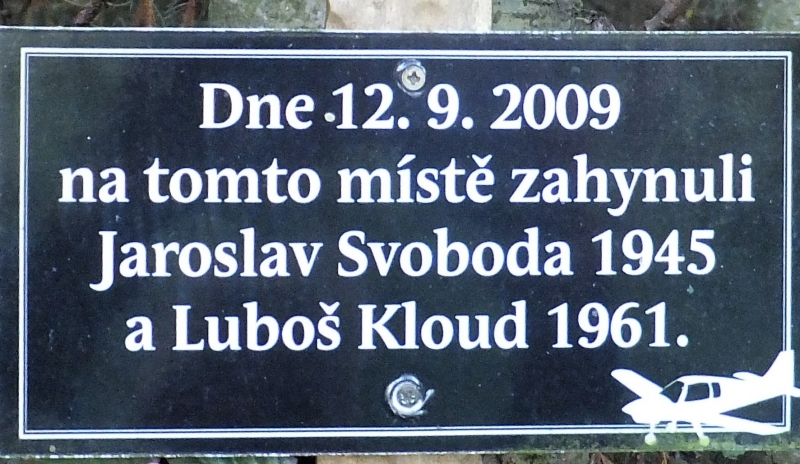 Dne 12. 9. 2009
na tomto místě zahynuli
Jaroslav Svoboda 1945
a Luboš Kloud 1961.